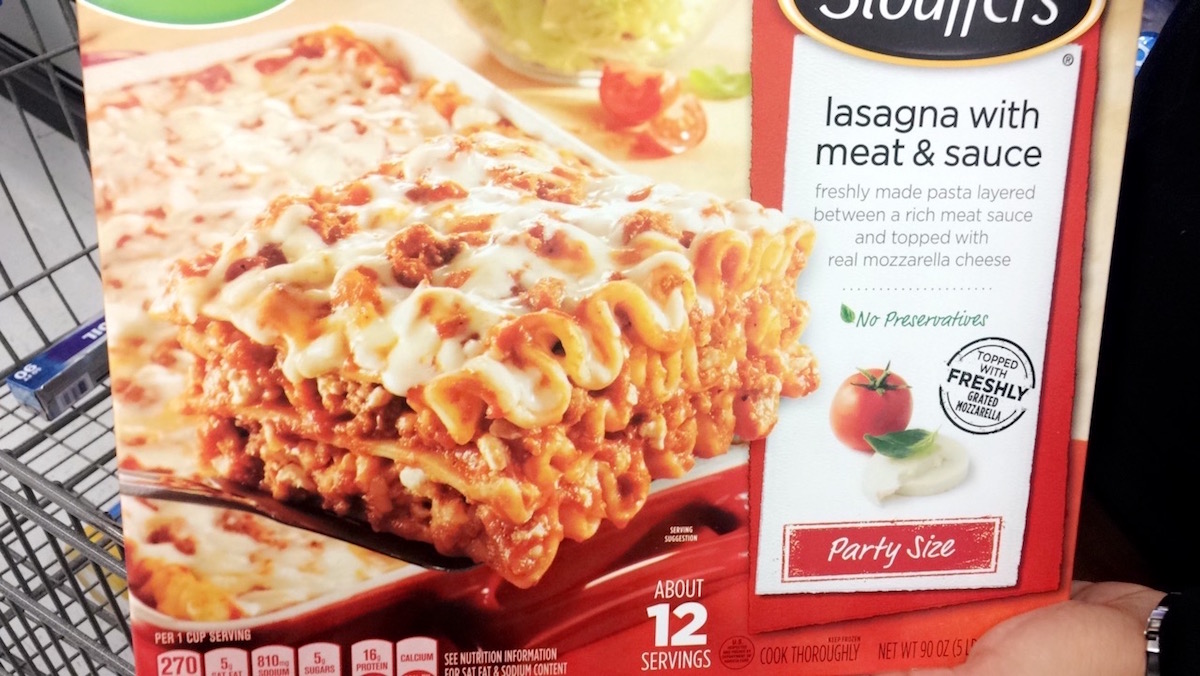 Stouffer's
®
lasagna with
meat & sauce
freshly made pasta layered
between a rich meat sauce
and topped with
real mozzarella cheese
No Preservatives
TOPPED
WITH
FRESHLY
GRATED
MOZZARELLA
Party Size
SERVING
SUGGESTION
ABOUT
12
SERVINGS
PER 1 CUP SERVING
270
5g
SAT FAT
810mg
SODIUM
5g
SUGARS
16g
PROTEIN
CALCIUM
SEE NUTRITION INFORMATION
FOR SAT FAT & SODIUM CONTENT
KEEP FROZEN
COOK THOROUGHLY
NET WT 90 OZ (5 L
96